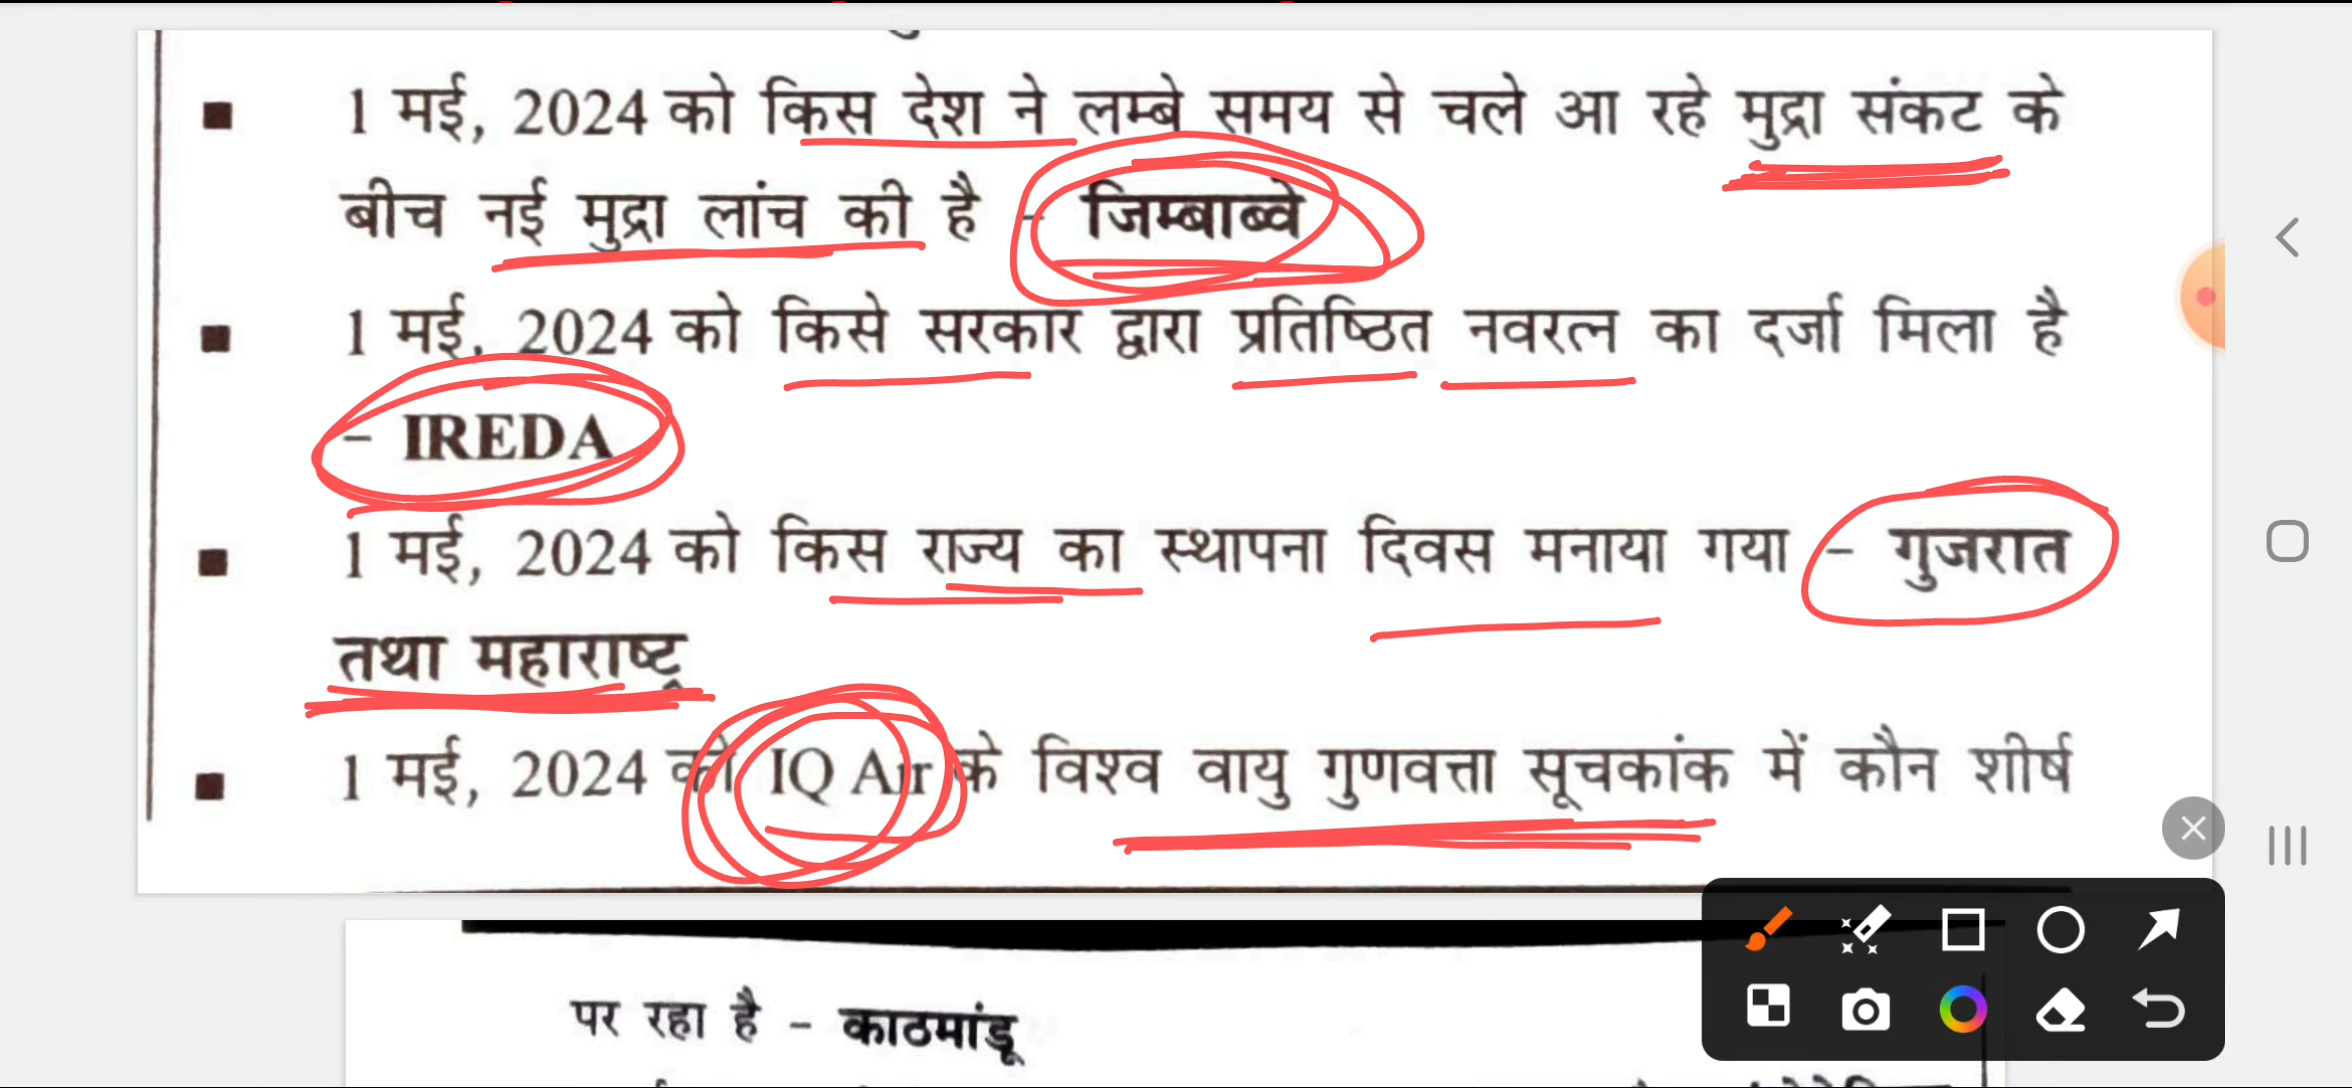 ■ 1 मई, 2024 को किस देश ने लम्बे समय से चले आ रहे मुद्रा संकट के
बीच नई मुद्रा लांच की है - जिम्बाब्वे
■ 1 मई, 2024 को किसे सरकार द्वारा प्रतिष्ठित नवरत्न का दर्जा मिला है
– IREDA
■ 1 मई, 2024 को किस राज्य का स्थापना दिवस मनाया गया – गुजरात
तथा महाराष्ट्र
■ 1 मई, 2024 को IQ Air के विश्व वायु गुणवत्ता सूचकांक में कौन शीर्ष
पर रहा है – काठमांडू